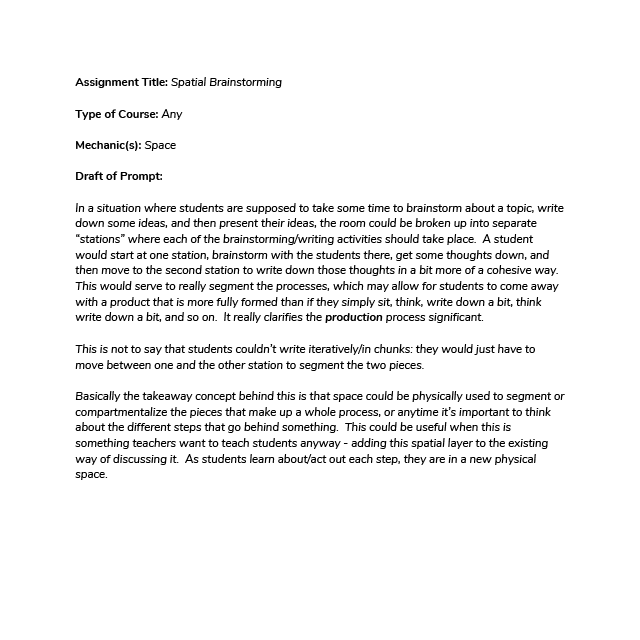 Assignment Title: Spatial Brainstorming
Type of Course: Any
Mechanic(s): Space
Draft of Prompt:
In a situation where students are supposed to take some time to brainstorm about a topic, write
down some ideas, and then present their ideas, the room could be broken up into separate
“stations” where each of the brainstorming/writing activities should take place.  A student
would start at one station, brainstorm with the students there, get some thoughts down, and
then move to the second station to write down those thoughts in a bit more of a cohesive way.
This would serve to really segment the processes, which may allow for students to come away
with a product that is more fully formed than if they simply sit, think, write down a bit, think
write down a bit, and so on.  It really clarifies the production process significant.
This is not to say that students couldn’t write iteratively/in chunks: they would just have to
move between one and the other station to segment the two pieces.
Basically the takeaway concept behind this is that space could be physically used to segment or
compartmentalize the pieces that make up a whole process, or anytime it’s important to think
about the different steps that go behind something.  This could be useful when this is
something teachers want to teach students anyway - adding this spatial layer to the existing
way of discussing it.  As students learn about/act out each step, they are in a new physical
space.